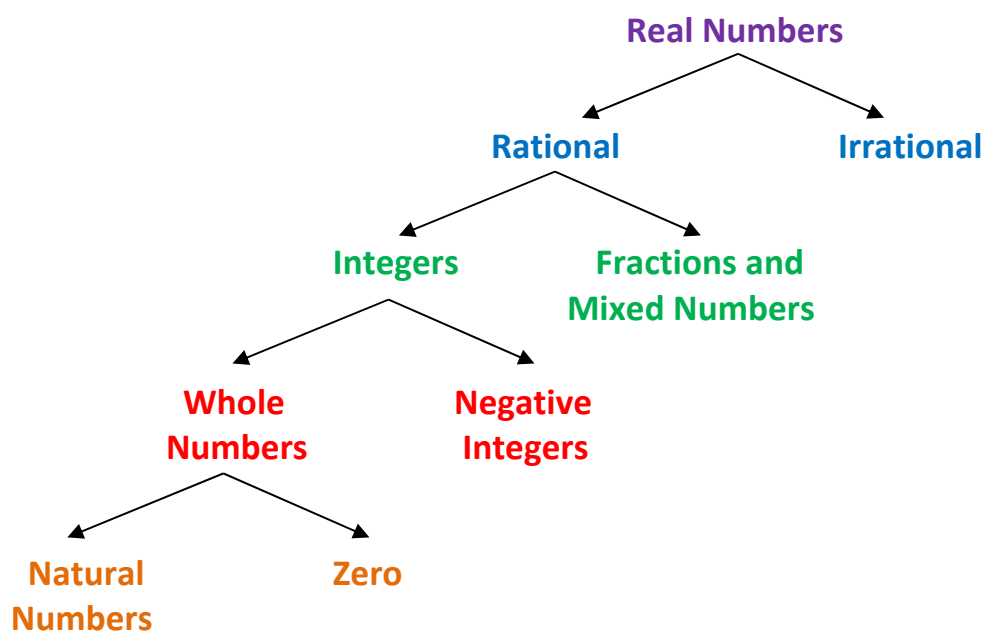 Real Numbers
Rational
Irrational
Integers
Fractions and
Mixed Numbers
Whole
Numbers
Negative
Integers
Natural
Numbers
Zero